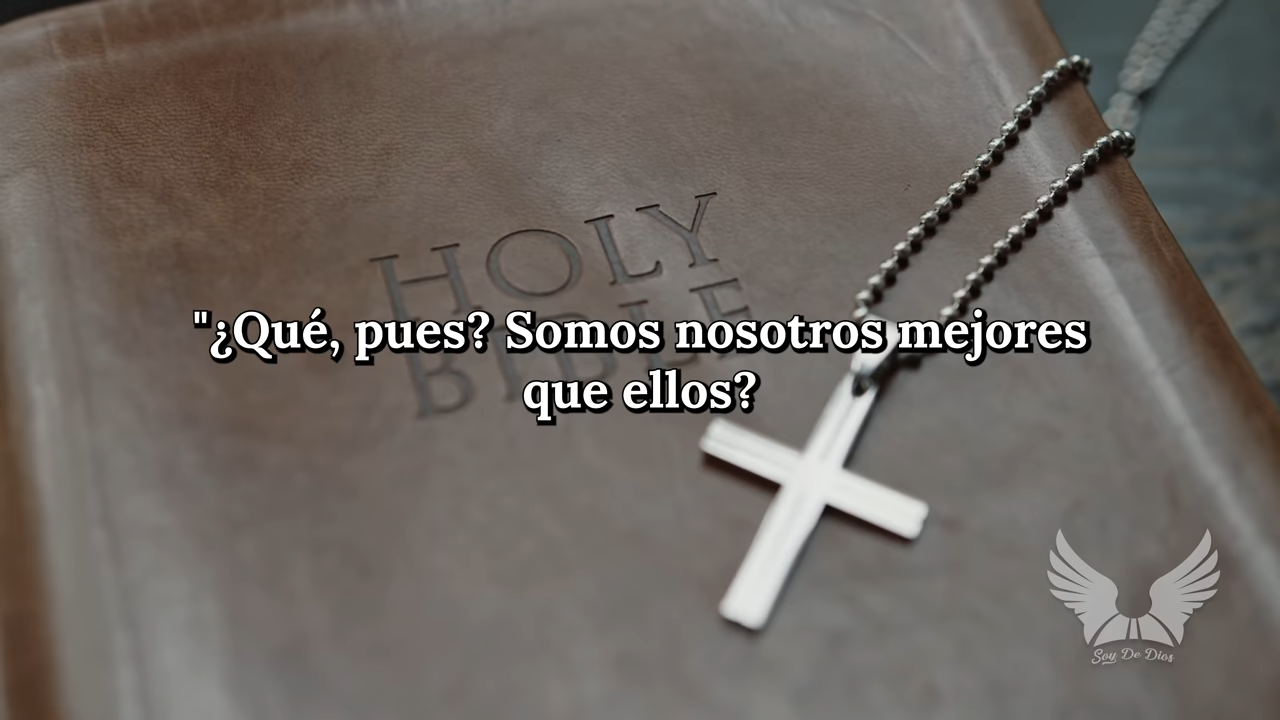 HOLY
BIBLE
"¿Qué, pues? Somos nosotros mejores
que ellos?
Soy De Dios